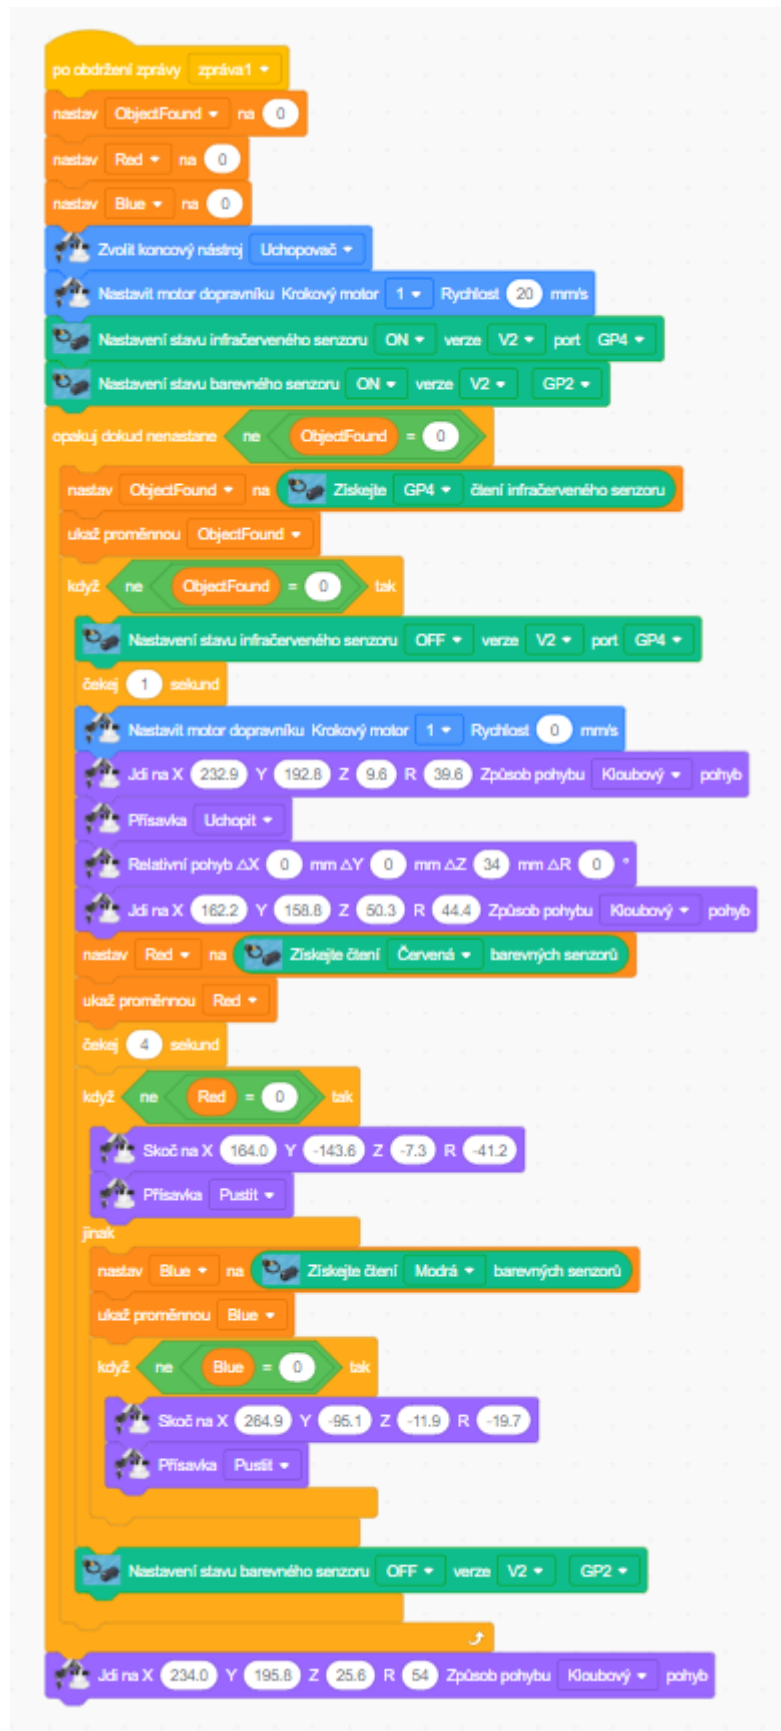 po obdržení zprávy zpráva1
nastav ObjectFound na 0
nastav Red na 0
nastav Blue na 0
Zvolit koncový nástroj Uchopovač
Nastavit motor dopravníku Krokový motor 1 Rychlost 20 mm/s
Nastavení stavu infračerveného senzoru ON verze V2 port GP4
Nastavení stavu barevného senzoru ON verze V2 GP2
opakuj dokud nenastane ne ObjectFound = 0
nastav ObjectFound na Získejte GP4 čtení infračerveného senzoru
ukaž proměnnou ObjectFound
když ne ObjectFound = 0 tak
Nastavení stavu infračerveného senzoru OFF verze V2 port GP4
čekej 1 sekund
Nastavit motor dopravníku Krokový motor 1 Rychlost 0 mm/s
Jdi na X 232.9 Y 192.8 Z 9.6 R 39.6 Způsob pohybu Kloubový pohyb
Přísavka Uchopit
Relativní pohyb △X 0 mm △Y 0 mm △Z 34 mm △R 0 °
Jdi na X 162.2 Y 158.8 Z 50.3 R 44.4 Způsob pohybu Kloubový pohyb
nastav Red na Získejte čtení Červená barevných senzorů
ukaž proměnnou Red
čekej 4 sekund
když ne Red = 0 tak
Skoč na X 164.0 Y -143.6 Z -7.3 R -41.2
Přísavka Pustit
jinak
nastav Blue na Získejte čtení Modrá barevných senzorů
ukaž proměnnou Blue
když ne Blue = 0 tak
Skoč na X 264.9 Y -95.1 Z -11.9 R -19.7
Přísavka Pustit
Nastavení stavu barevného senzoru OFF verze V2 GP2
Jdi na X 234.0 Y 195.8 Z 25.6 R 54 Způsob pohybu Kloubový pohyb